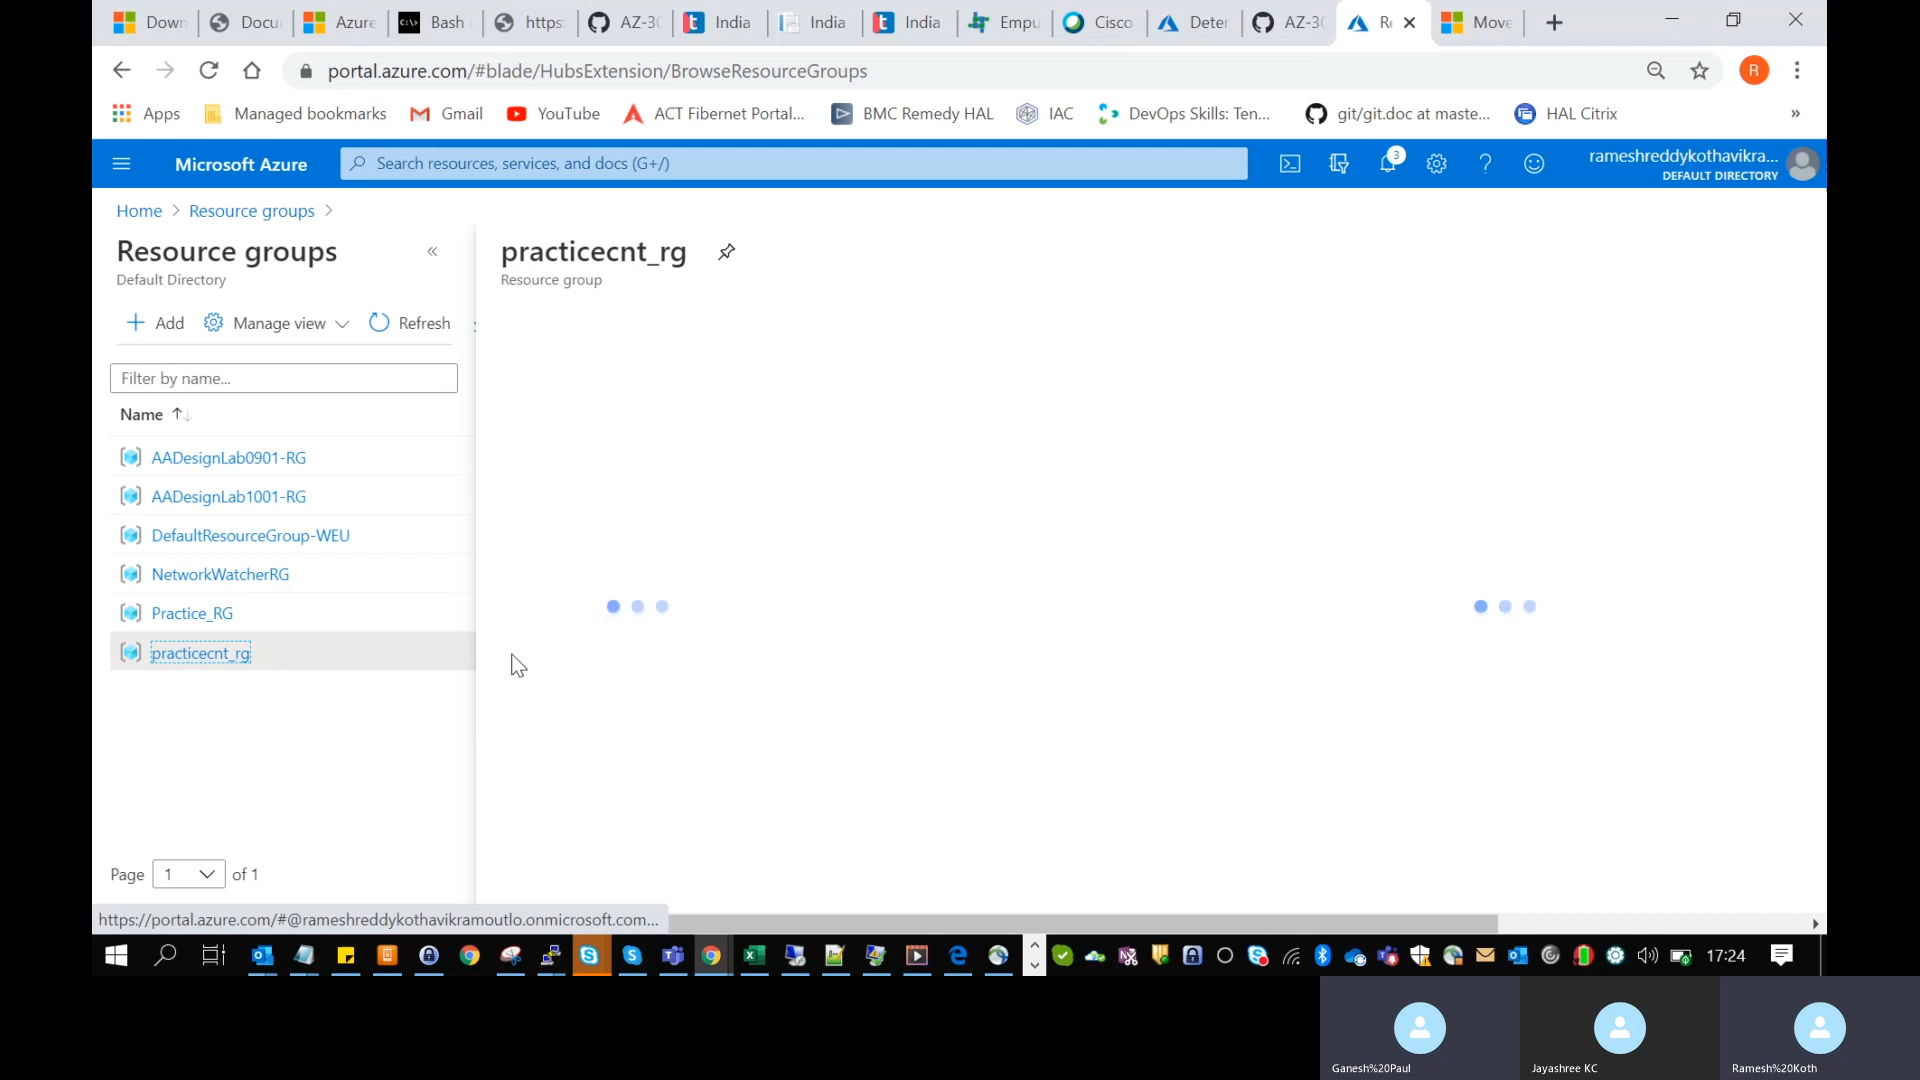 Down
Docu
Azure
Bash
https:
AZ-30
India
India
India
Empu
Cisco
Deter
AZ-30
Re
Move
portal.azure.com/#blade/HubsExtension/BrowseResourceGroups
R
Apps
Managed bookmarks
Gmail
YouTube
ACT Fibernet Portal...
BMC Remedy HAL
IAC
DevOps Skills: Ten...
git/git.doc at maste...
HAL Citrix
»
Microsoft Azure
Search resources, services, and docs (G+/)
3
rameshreddykothavikra...
DEFAULT DIRECTORY
Home > Resource groups >
Resource groups
«
Default Directory
practicecnt_rg
Resource group
+ Add
Manage view
Refresh
Filter by name...
Name ↑↓
AADesignLab0901-RG
AADesignLab1001-RG
DefaultResourceGroup-WEU
NetworkWatcherRG
Practice_RG
practicecnt_rg
Page 1 of 1
https://portal.azure.com/#@rameshreddykothavikramoutlo.onmicrosoft.com...
17:24
Ganesh%20Paul
Jayashree KC
Ramesh%20Koth